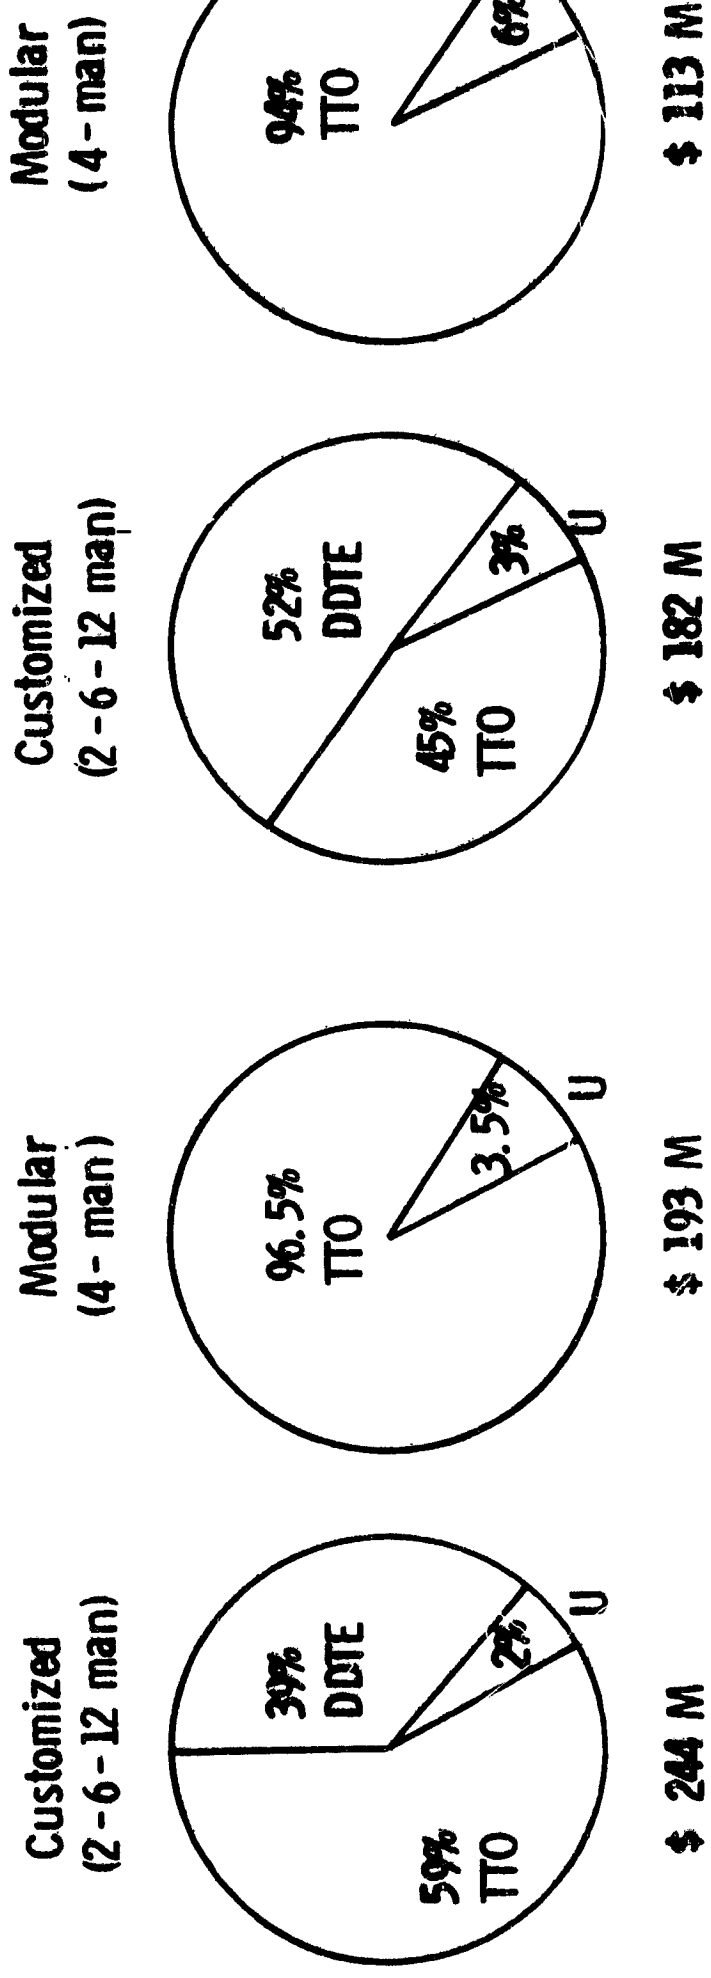 Customized
(2-6-12 man)
39%
DDTE
2%
U
59%
TTO
$ 244 M
Modular
(4- man)
96.5%
TTO
3.5%
U
$ 193 M
Customized
(2-6-12 man)
52%
DDTE
3%
U
45%
TTO
$ 182 M
Modular
(4- man)
94%
TTO
6%
$ 113 M